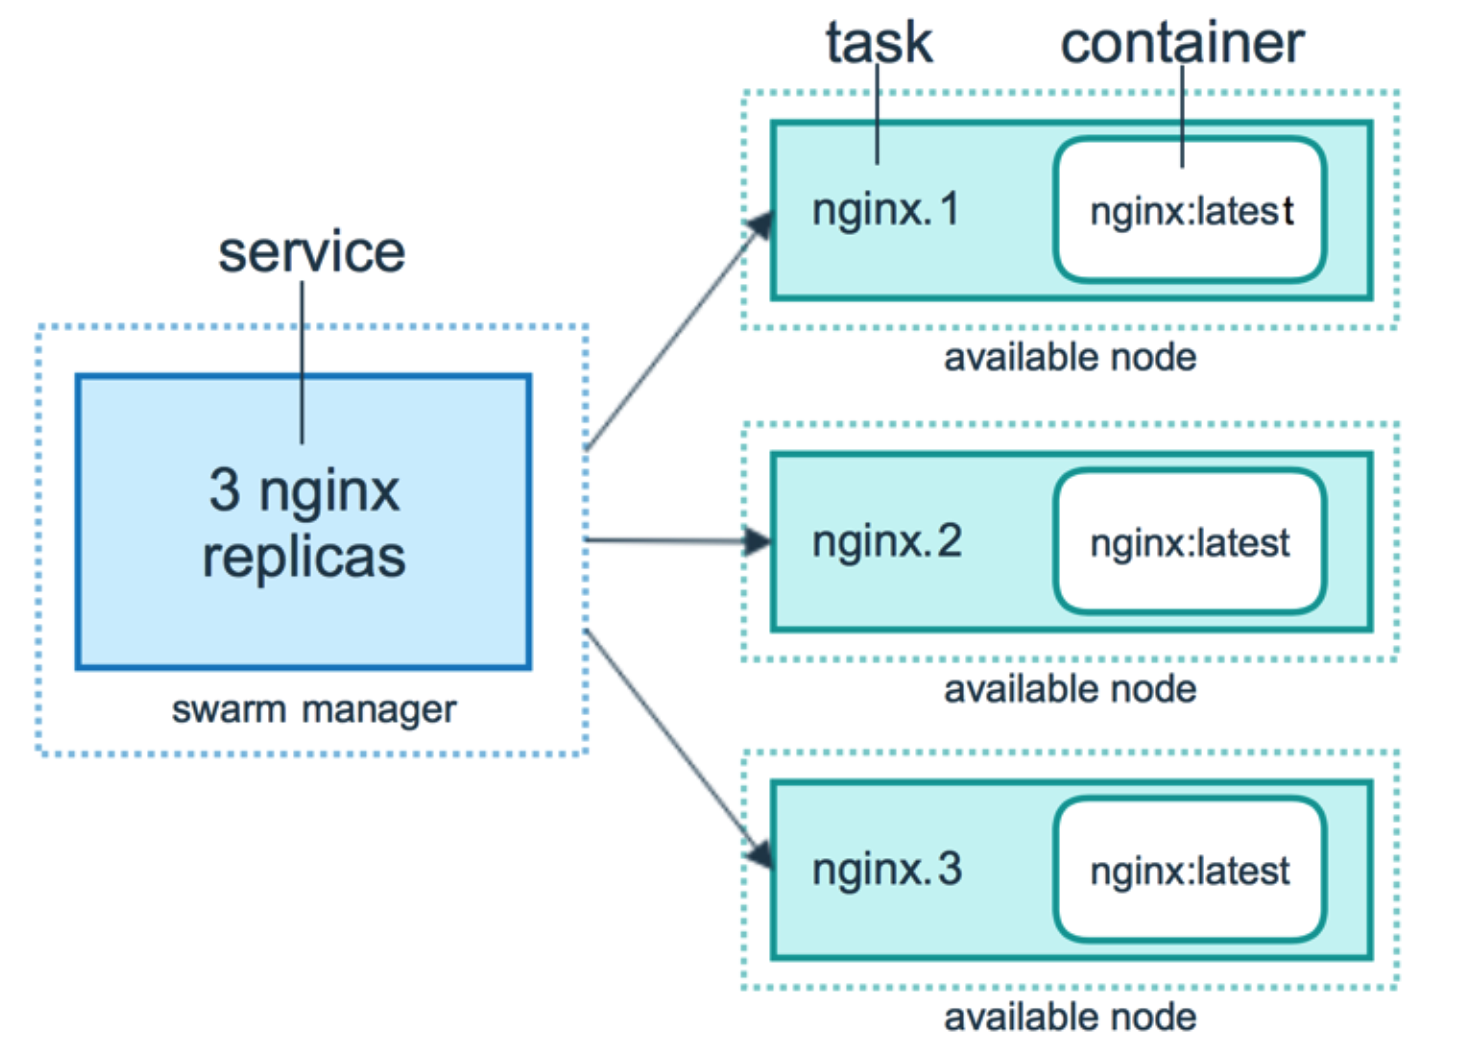 task
container
nginx.1
nginx:latest
available node
service
3 nginx
replicas
swarm manager
nginx.2
nginx:latest
available node
nginx.3
nginx:latest
available node